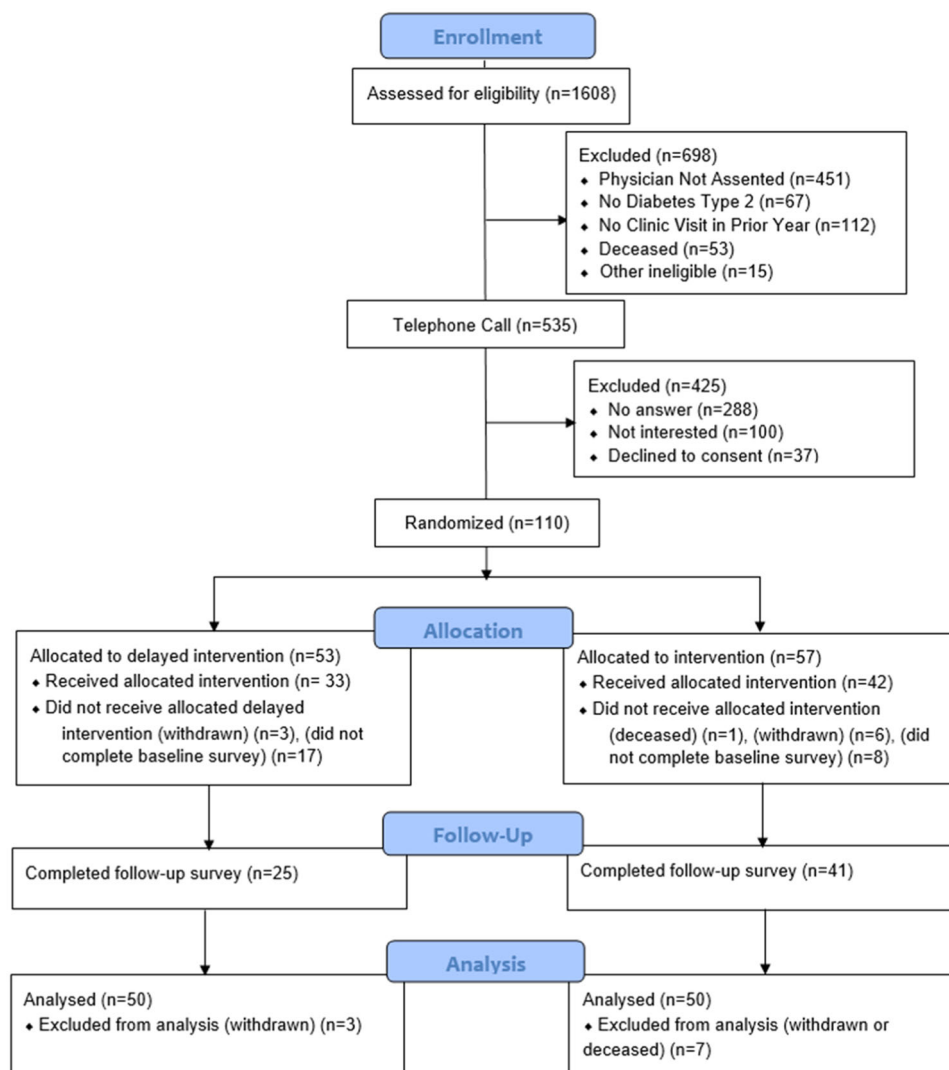 Enrollment
Assessed for eligibility (n=1608)
Excluded (n=698)
⬥ Physician Not Assented (n=451)
⬥ No Diabetes Type 2 (n=67)
⬥ No Clinic Visit in Prior Year (n=112)
⬥ Deceased (n=53)
⬥ Other ineligible (n=15)
Telephone Call (n=535)
Excluded (n=425)
⬥ No answer (n=288)
⬥ Not interested (n=100)
⬥ Declined to consent (n=37)
Randomized (n=110)
Allocation
Allocated to delayed intervention (n=53)
⬥ Received allocated intervention (n= 33)
⬥ Did not receive allocated delayed
intervention (withdrawn) (n=3), (did not
complete baseline survey) (n=17)
Allocated to intervention (n=57)
⬥ Received allocated intervention (n=42)
⬥ Did not receive allocated intervention
(deceased) (n=1), (withdrawn) (n=6), (did
not complete baseline survey) (n=8)
Follow-Up
Completed follow-up survey (n=25)
Completed follow-up survey (n=41)
Analysis
Analysed (n=50)
⬥ Excluded from analysis (withdrawn) (n=3)
Analysed (n=50)
⬥ Excluded from analysis (withdrawn or
deceased) (n=7)